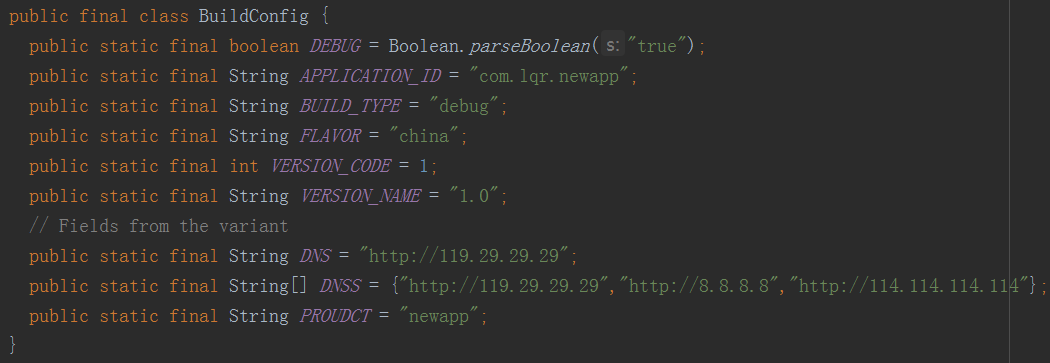 public final class BuildConfig {
public static final boolean DEBUG = Boolean.parseBoolean( s: "true");
public static final String APPLICATION_ID = "com.lqr.newapp";
public static final String BUILD_TYPE = "debug";
public static final String FLAVOR = "china";
public static final int VERSION_CODE = 1;
public static final String VERSION_NAME = "1.0";
// Fields from the variant
public static final String DNS = "http://119.29.29.29";
public static final String[] DNSS = {"http://119.29.29.29","http://8.8.8.8","http://114.114.114.114"};
public static final String PROUDCT = "newapp";
}